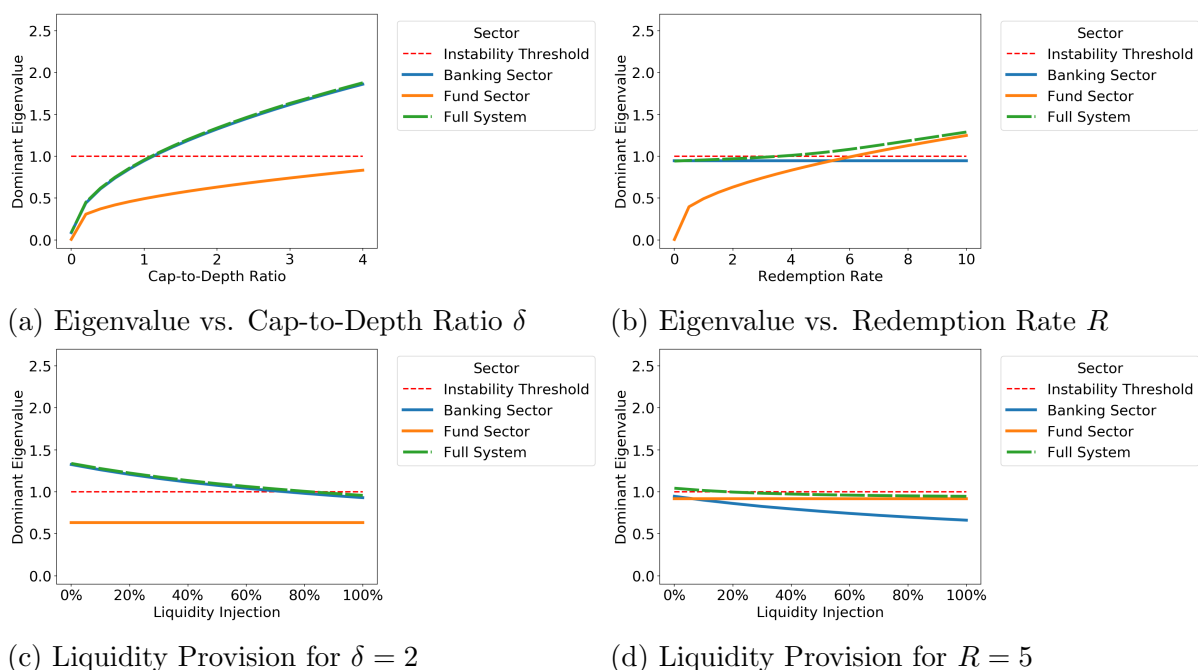 2.5
2.0
1.5
1.0
0.5
0.0
Dominant Eigenvalue
0 1 2 3 4
Cap-to-Depth Ratio
Sector
Instability Threshold
Banking Sector
Fund Sector
Full System
(a) Eigenvalue vs. Cap-to-Depth Ratio δ
2.5
2.0
1.5
1.0
0.5
0.0
Dominant Eigenvalue
0 2 4 6 8 10
Redemption Rate
Sector
Instability Threshold
Banking Sector
Fund Sector
Full System
(b) Eigenvalue vs. Redemption Rate R
2.5
2.0
1.5
1.0
0.5
0.0
Dominant Eigenvalue
0% 20% 40% 60% 80% 100%
Liquidity Injection
Sector
Instability Threshold
Banking Sector
Fund Sector
Full System
(c) Liquidity Provision for δ = 2
2.5
2.0
1.5
1.0
0.5
0.0
Dominant Eigenvalue
0% 20% 40% 60% 80% 100%
Liquidity Injection
Sector
Instability Threshold
Banking Sector
Fund Sector
Full System
(d) Liquidity Provision for R = 5